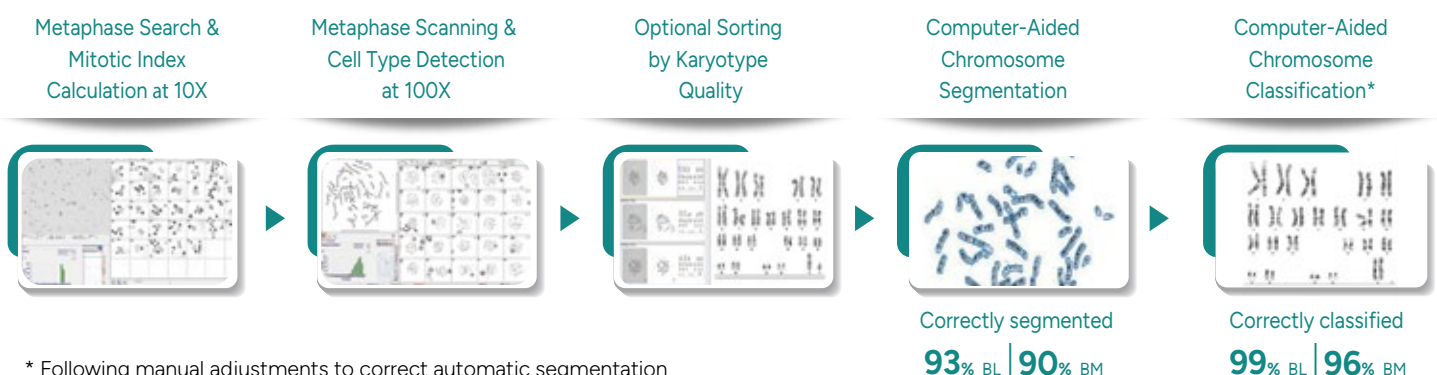 Metaphase Search &
Mitotic Index
Calculation at 10X
Metaphase Scanning &
Cell Type Detection
at 100X
Optional Sorting
by Karyotype
Quality
Computer-Aided
Chromosome
Segmentation
Computer-Aided
Chromosome
Classification*
Correctly segmented
93% BL | 90% BM
Correctly classified
99% BL | 96% BM
* Following manual adjustments to correct automatic segmentation